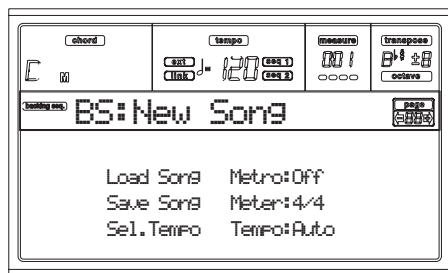 chord tempo measure transpose
C M ext link ♩= 120 seq 1 seq 2 001 octave
backing seq. BS:New Song page
Load Song Metro:Off
Save Song Meter:4/4
Sel.Tempo Tempo:Auto